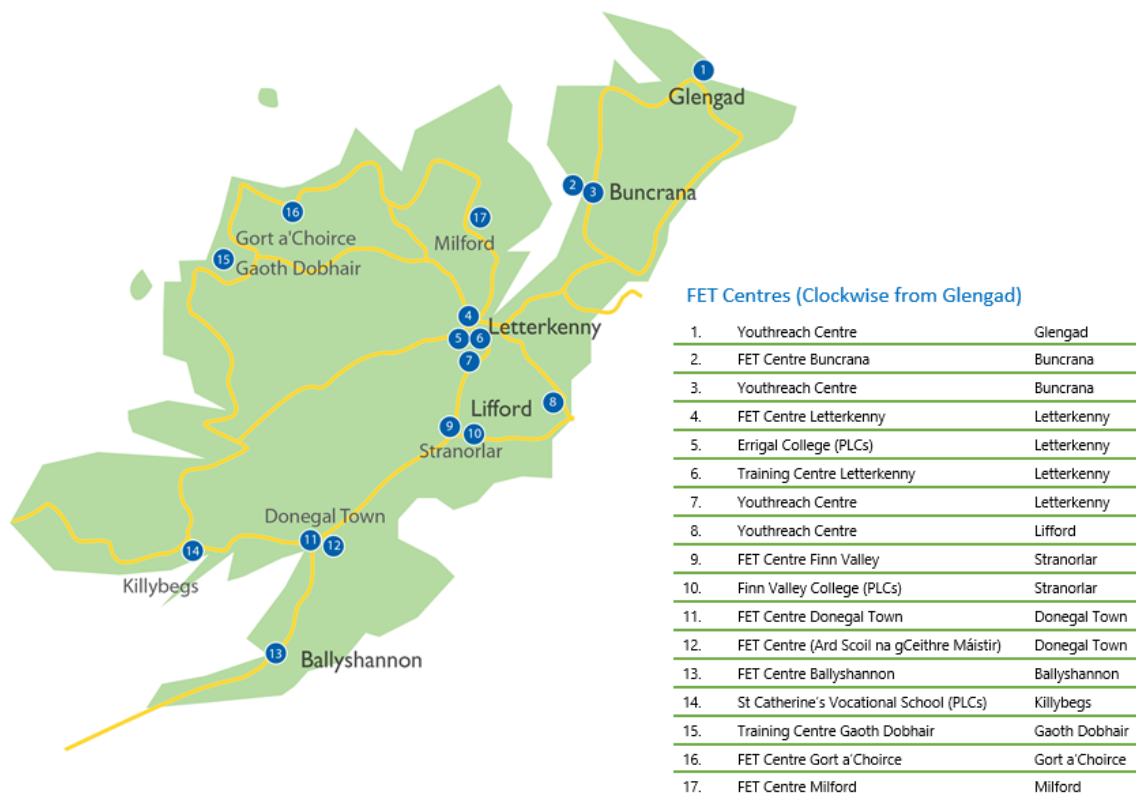 1
Glengad
2
3
Buncrana
17
16
Gort a'Choirce
Milford
15
Gaoth Dobhair
FET Centres (Clockwise from Glengad)
4
Letterkenny
5
6
7
8
Lifford
9
10
Stranorlar
Donegal Town
11
12
14
Killybegs
13
Ballyshannon
1. Youthreach Centre Glengad
2. FET Centre Buncrana Buncrana
3. Youthreach Centre Buncrana
4. FET Centre Letterkenny Letterkenny
5. Errigal College (PLCs) Letterkenny
6. Training Centre Letterkenny Letterkenny
7. Youthreach Centre Letterkenny
8. Youthreach Centre Lifford
9. FET Centre Finn Valley Stranorlar
10. Finn Valley College (PLCs) Stranorlar
11. FET Centre Donegal Town Donegal Town
12. FET Centre (Ard Scoil na gCeithre Máistir) Donegal Town
13. FET Centre Ballyshannon Ballyshannon
14. St Catherine's Vocational School (PLCs) Killybegs
15. Training Centre Gaoth Dobhair Gaoth Dobhair
16. FET Centre Gort a'Choirce Gort a'Choirce
17. FET Centre Milford Milford